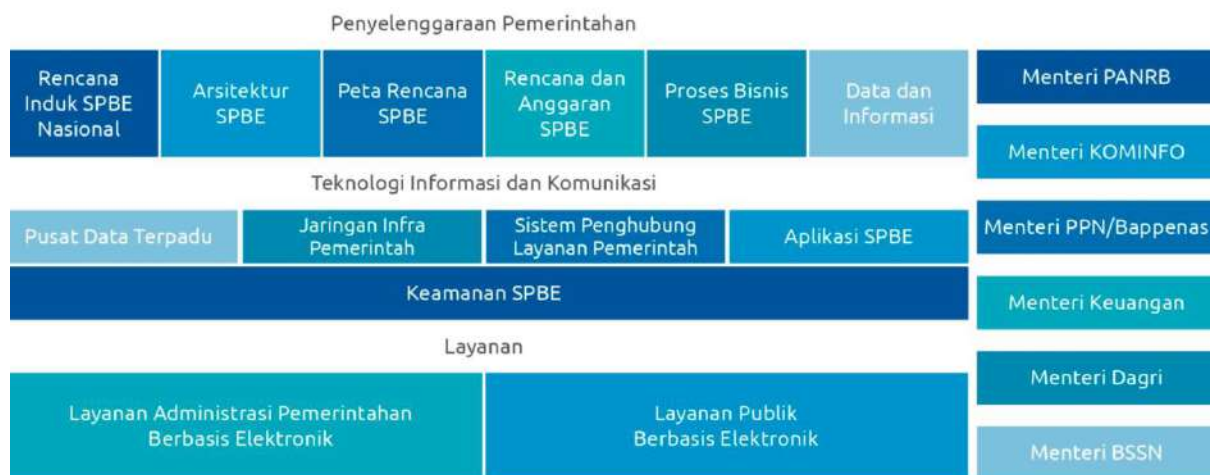 Penyelenggaraan Pemerintahan
Rencana
Induk SPBE
Nasional
Arsitektur
SPBE
Peta Rencana
SPBE
Rencana dan
Anggaran
SPBE
Proses Bisnis
SPBE
Data dan
Informasi
Teknologi Informasi dan Komunikasi
Pusat Data Terpadu
Jaringan Infra
Pemerintah
Sistem Penghubung
Layanan Pemerintah
Aplikasi SPBE
Keamanan SPBE
Layanan
Layanan Administrasi Pemerintahan
Berbasis Elektronik
Layanan Publik
Berbasis Elektronik
Menteri PANRB
Menteri KOMINFO
Menteri PPN/Bappenas
Menteri Keuangan
Menteri Dagri
Menteri BSSN